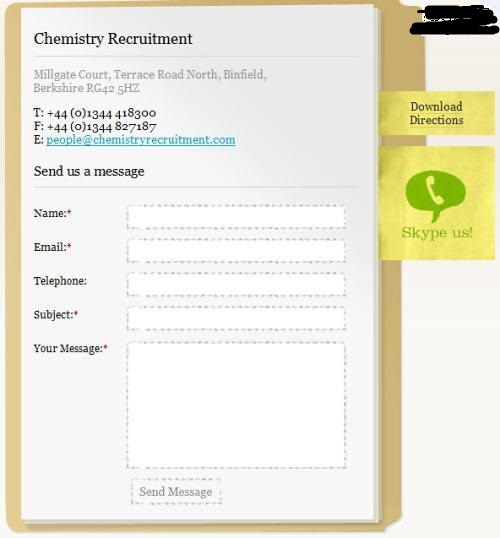 Chemistry Recruitment
Millgate Court, Terrace Road North, Binfield,
Berkshire RG42 5HZ
T: +44 (0)1344 418300
F: +44 (0)1344 827187
E: people@chemistryrecruitment.com
Send us a message
Name:*
Email:*
Telephone:
Subject:*
Your Message:*
Send Message
Download
Directions
Skype us!